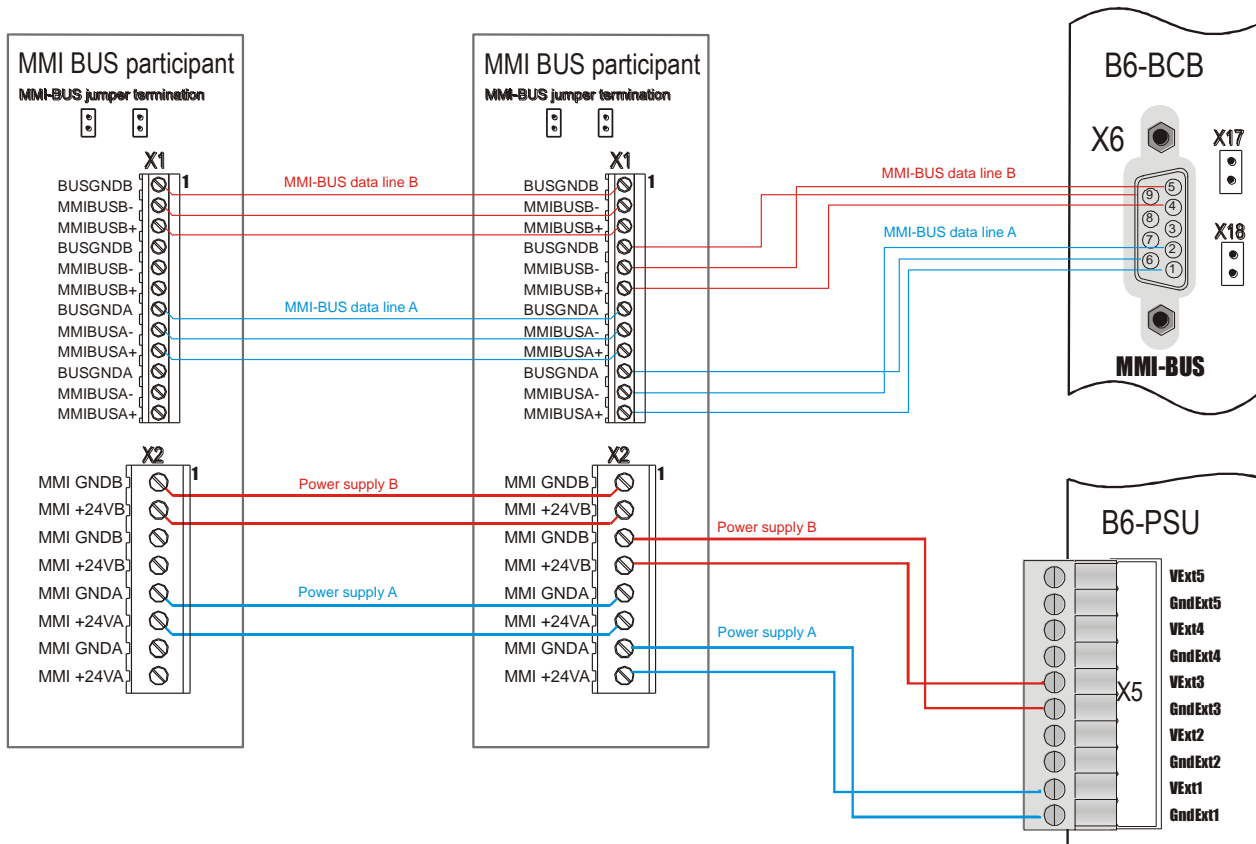 MMI BUS participant
MMI-BUS jumper termination
X1
1
BUSGNDB
MMIBUSB-
MMIBUSB+
BUSGNDB
MMIBUSB-
MMIBUSB+
BUSGNDA
MMIBUSA-
MMIBUSA+
BUSGNDA
MMIBUSA-
MMIBUSA+
X2
1
MMI GNDB
MMI +24VB
MMI GNDB
MMI +24VB
MMI GNDA
MMI +24VA
MMI GNDA
MMI +24VA
MMI-BUS data line B
MMI-BUS data line A
Power supply B
Power supply A
MMI BUS participant
MMI-BUS jumper termination
X1
1
BUSGNDB
MMIBUSB-
MMIBUSB+
BUSGNDB
MMIBUSB-
MMIBUSB+
BUSGNDA
MMIBUSA-
MMIBUSA+
BUSGNDA
MMIBUSA-
MMIBUSA+
X2
1
MMI GNDB
MMI +24VB
MMI GNDB
MMI +24VB
MMI GNDA
MMI +24VA
MMI GNDA
MMI +24VA
MMI-BUS data line B
MMI-BUS data line A
Power supply B
Power supply A
B6-BCB
X6
X17
X18
5
9
4
8
3
7
2
6
1
MMI-BUS
B6-PSU
X5
VExt5
GndExt5
VExt4
GndExt4
VExt3
GndExt3
VExt2
GndExt2
VExt1
GndExt1